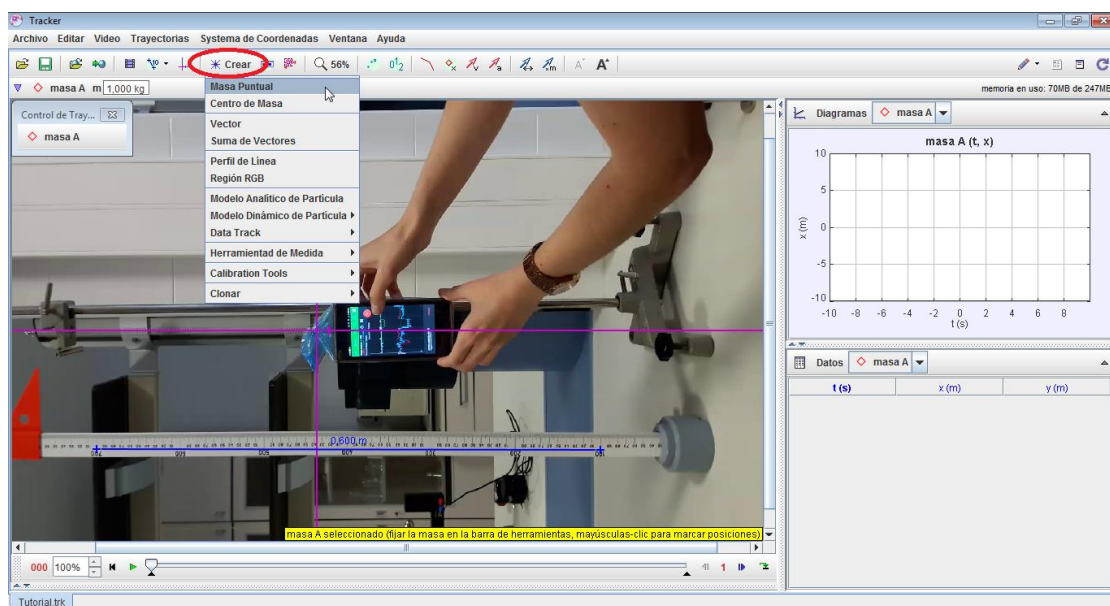 Tracker
Archivo Editar Video Trayectorias Systema de Coordenadas Ventana Ayuda
Crear 56%
masa A m 1,000 kg
memoria en uso: 70MB de 247MB
Control de Tray...
masa A
Masa Puntual
Centro de Masa
Vector
Suma de Vectores
Perfil de Línea
Región RGB
Modelo Analítico de Partícula
Modelo Dinámico de Partícula
Data Track
Herramientad de Medida
Calibration Tools
Clonar
0,600 m
masa A seleccionado (fijar la masa en la barra de herramientas, mayúsculas-clic para marcar posiciones)
000 100%
1
Tutorial.trk
Diagramas masa A
masa A (t, x)
x (m)
10
5
0
-5
-10
-10 -8 -6 -4 -2 0 2 4 6 8
t (s)
Datos masa A
t (s) x (m) y (m)